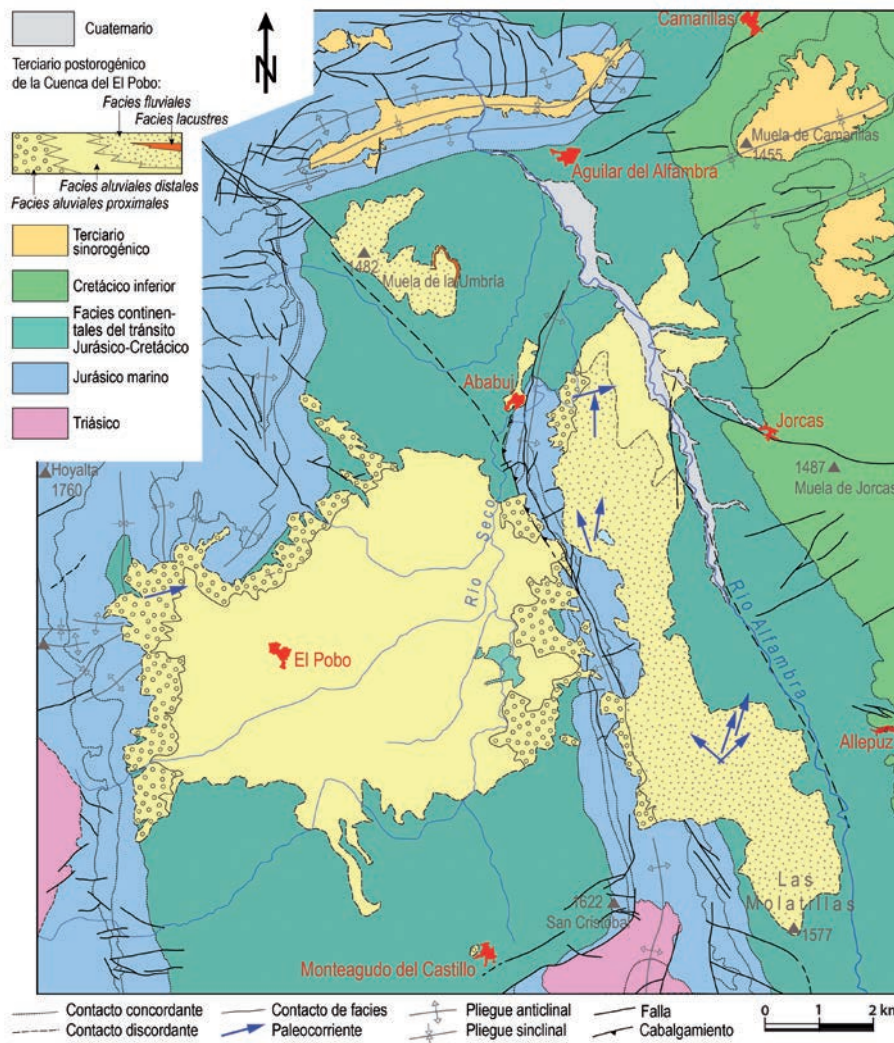 Cuaternario
Terciario postorogénico
de la Cuenca del El Pobo:
Facies fluviales
Facies lacustres
Facies aluviales distales
Facies aluviales proximales
Terciario
sinorogénico
Cretácico inferior
Facies continen-
tales del tránsito
Jurásico-Cretácico
Jurásico marino
Triásico
N
Camarillas
Muela de Camarillas
1455
Aguilar del Alfambra
1482
Muela de la Umbría
Ababuj
Jorcas
1487
Muela de Jorcas
Hoyalta
1760
Río Seco
Río Alfambra
El Pobo
Allepuz
Las
Molatillas
1577
1622
San Cristóbal
Monteagudo del Castillo
Contacto concordante
Contacto de facies
Pliegue anticlinal
Falla
0 1 2 km
Contacto discordante
Paleocorriente
Pliegue sinclinal
Cabalgamiento